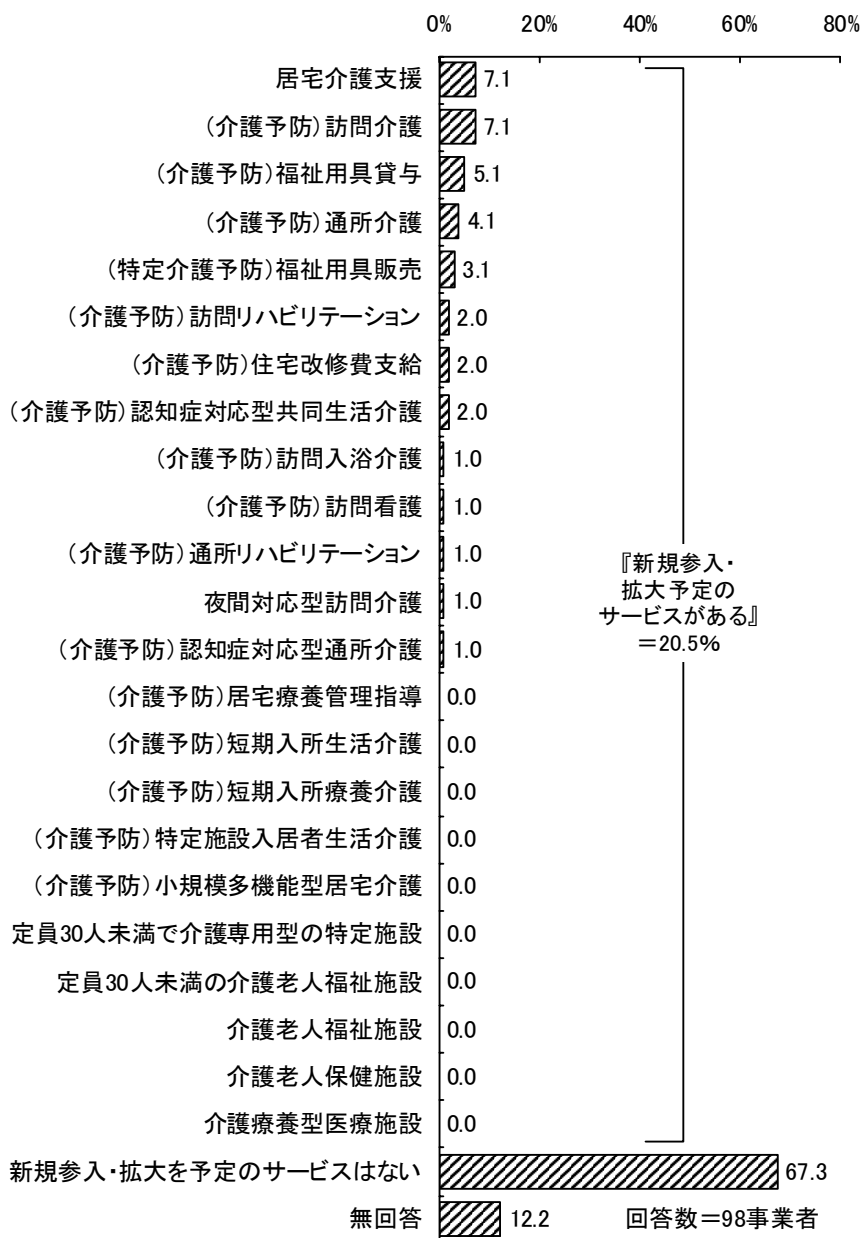 0% 20% 40% 60% 80%
居宅介護支援 7.1
(介護予防)訪問介護 7.1
(介護予防)福祉用具貸与 5.1
(介護予防)通所介護 4.1
(特定介護予防)福祉用具販売 3.1
(介護予防)訪問リハビリテーション 2.0
(介護予防)住宅改修費支給 2.0
(介護予防)認知症対応型共同生活介護 2.0
(介護予防)訪問入浴介護 1.0
(介護予防)訪問看護 1.0
(介護予防)通所リハビリテーション 1.0
夜間対応型訪問介護 1.0
(介護予防)認知症対応型通所介護 1.0
(介護予防)居宅療養管理指導 0.0
(介護予防)短期入所生活介護 0.0
(介護予防)短期入所療養介護 0.0
(介護予防)特定施設入居者生活介護 0.0
(介護予防)小規模多機能型居宅介護 0.0
定員30人未満で介護専用型の特定施設 0.0
定員30人未満の介護老人福祉施設 0.0
介護老人福祉施設 0.0
介護老人保健施設 0.0
介護療養型医療施設 0.0
新規参入・拡大を予定のサービスはない 67.3
無回答 12.2
『新規参入・
拡大予定の
サービスがある』
=20.5%
回答数=98事業者